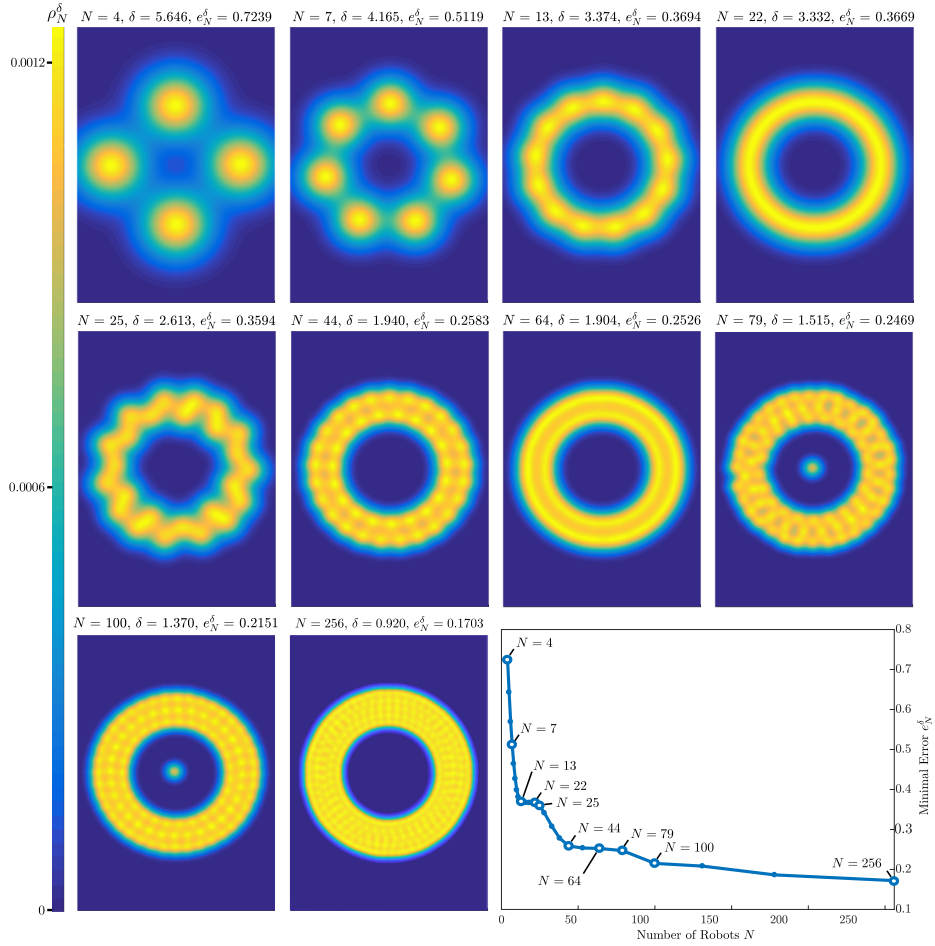 ρ_N^δ
N = 4, δ = 5.646, e_N^δ = 0.7239
N = 7, δ = 4.165, e_N^δ = 0.5119
N = 13, δ = 3.374, e_N^δ = 0.3694
N = 22, δ = 3.332, e_N^δ = 0.3669
0.0012
N = 25, δ = 2.613, e_N^δ = 0.3594
N = 44, δ = 1.940, e_N^δ = 0.2583
N = 64, δ = 1.904, e_N^δ = 0.2526
N = 79, δ = 1.515, e_N^δ = 0.2469
0.0006
N = 100, δ = 1.370, e_N^δ = 0.2151
N = 256, δ = 0.920, e_N^δ = 0.1703
0
0.8
0.7
0.6
0.5
0.4
0.3
0.2
0.1
Minimal Error e_N^δ
N = 4
N = 7
N = 13
N = 22
N = 25
N = 44
N = 79
N = 100
N = 64
N = 256
0
50
100
150
200
250
Number of Robots N